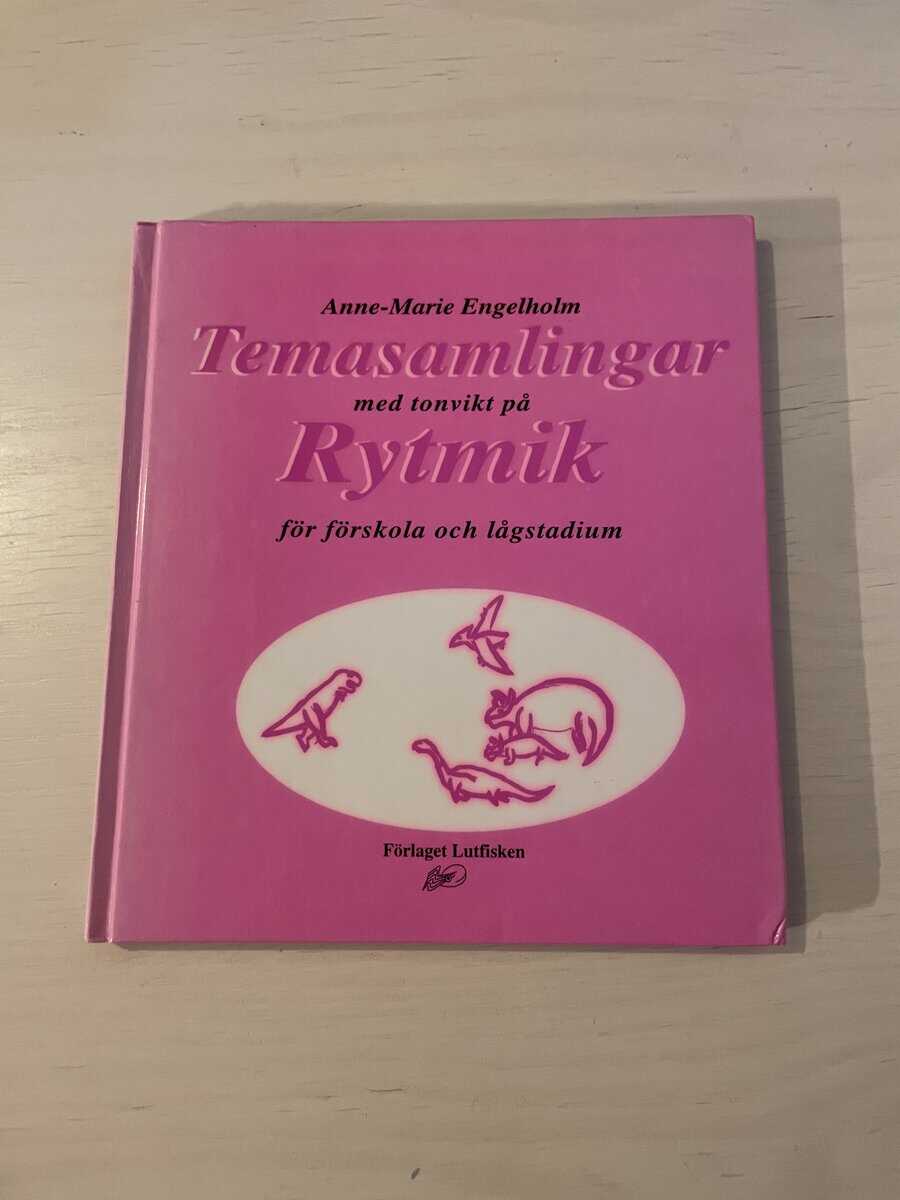 Anne-Marie Engelholm
Temasamlingar
med tonvikt på
Rytmik
för förskola och lågstadium
Förlaget Lutfisken